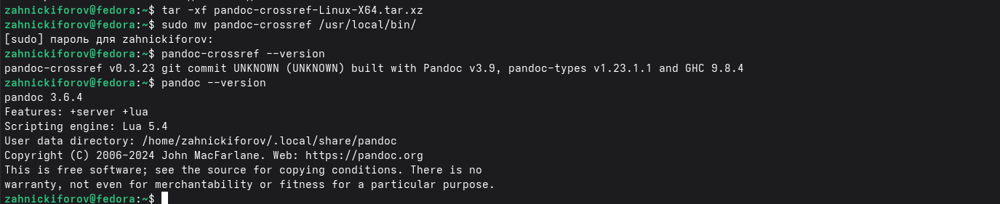 zahnickiforov@fedora:~$ tar -xf pandoc-crossref-Linux-X64.tar.xz
zahnickiforov@fedora:~$ sudo mv pandoc-crossref /usr/local/bin/
[sudo] пароль для zahnickiforov:
zahnickiforov@fedora:~$ pandoc-crossref --version
pandoc-crossref v0.3.23 git commit UNKNOWN (UNKNOWN) built with Pandoc v3.9, pandoc-types v1.23.1.1 and GHC 9.8.4
zahnickiforov@fedora:~$ pandoc --version
pandoc 3.6.4
Features: +server +lua
Scripting engine: Lua 5.4
User data directory: /home/zahnickiforov/.local/share/pandoc
Copyright (C) 2006-2024 John MacFarlane. Web: https://pandoc.org
This is free software; see the source for copying conditions. There is no
warranty, not even for merchantability or fitness for a particular purpose.
zahnickiforov@fedora:~$